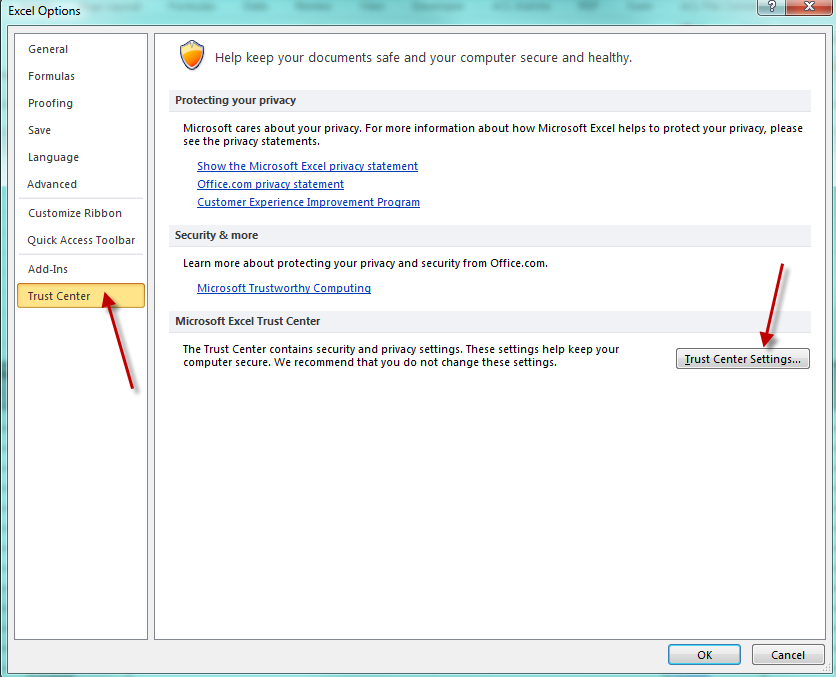 Excel Options
?
General
Formulas
Proofing
Save
Language
Advanced
Customize Ribbon
Quick Access Toolbar
Add-Ins
Trust Center
Help keep your documents safe and your computer secure and healthy.
Protecting your privacy
Microsoft cares about your privacy. For more information about how Microsoft Excel helps to protect your privacy, please
see the privacy statements.
Show the Microsoft Excel privacy statement
Office.com privacy statement
Customer Experience Improvement Program
Security & more
Learn more about protecting your privacy and security from Office.com.
Microsoft Trustworthy Computing
Microsoft Excel Trust Center
The Trust Center contains security and privacy settings. These settings help keep your
computer secure. We recommend that you do not change these settings.
Trust Center Settings...
OK
Cancel